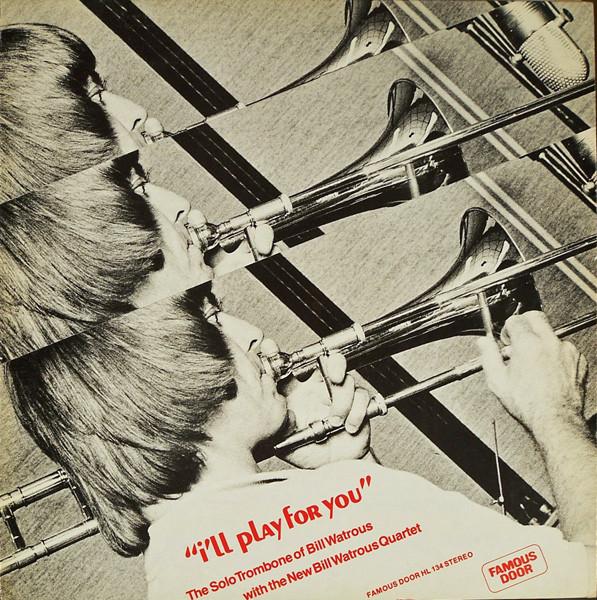 "i'll play for you"
The Solo Trombone of Bill Watrous
with the New Bill Watrous Quartet
FAMOUS DOOR HL 134 STEREO
FAMOUS
DOOR